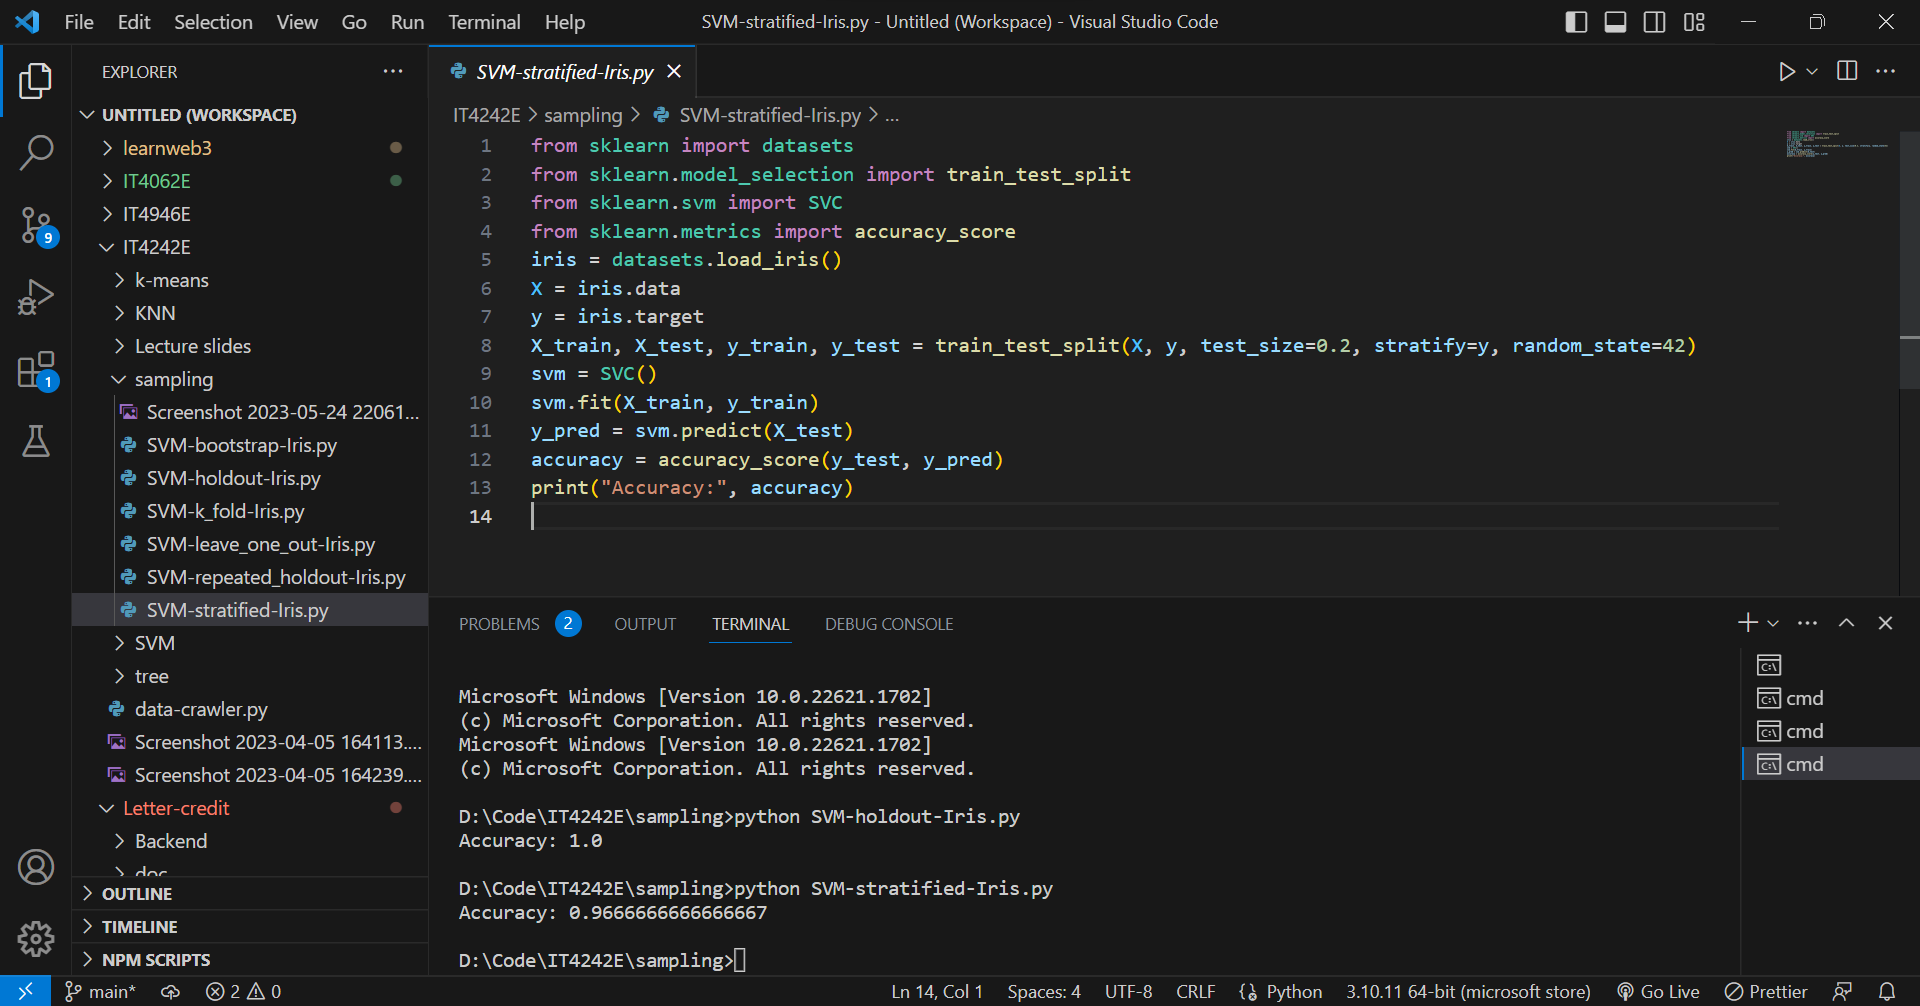 File Edit Selection View Go Run Terminal Help
SVM-stratified-Iris.py - Untitled (Workspace) - Visual Studio Code
EXPLORER
UNTITLED (WORKSPACE)
learnweb3
IT4062E
IT4946E
IT4242E
k-means
KNN
Lecture slides
sampling
Screenshot 2023-05-24 22061...
SVM-bootstrap-Iris.py
SVM-holdout-Iris.py
SVM-k_fold-Iris.py
SVM-leave_one_out-Iris.py
SVM-repeated_holdout-Iris.py
SVM-stratified-Iris.py
SVM
tree
data-crawler.py
Screenshot 2023-04-05 164113....
Screenshot 2023-04-05 164239....
Letter-credit
Backend
doc
OUTLINE
TIMELINE
NPM SCRIPTS
9
1
SVM-stratified-Iris.py
IT4242E > sampling > SVM-stratified-Iris.py > ...
1 from sklearn import datasets
2 from sklearn.model_selection import train_test_split
3 from sklearn.svm import SVC
4 from sklearn.metrics import accuracy_score
5 iris = datasets.load_iris()
6 X = iris.data
7 y = iris.target
8 X_train, X_test, y_train, y_test = train_test_split(X, y, test_size=0.2, stratify=y, random_state=42)
9 svm = SVC()
10 svm.fit(X_train, y_train)
11 y_pred = svm.predict(X_test)
12 accuracy = accuracy_score(y_test, y_pred)
13 print("Accuracy:", accuracy)
14
PROBLEMS 2 OUTPUT TERMINAL DEBUG CONSOLE
Microsoft Windows [Version 10.0.22621.1702]
(c) Microsoft Corporation. All rights reserved.
Microsoft Windows [Version 10.0.22621.1702]
(c) Microsoft Corporation. All rights reserved.
D:\Code\IT4242E\sampling>python SVM-holdout-Iris.py
Accuracy: 1.0
D:\Code\IT4242E\sampling>python SVM-stratified-Iris.py
Accuracy: 0.9666666666666667
D:\Code\IT4242E\sampling>
cmd
cmd
cmd
main* 2 0
Ln 14, Col 1 Spaces: 4 UTF-8 CRLF Python 3.10.11 64-bit (microsoft store) Go Live Prettier